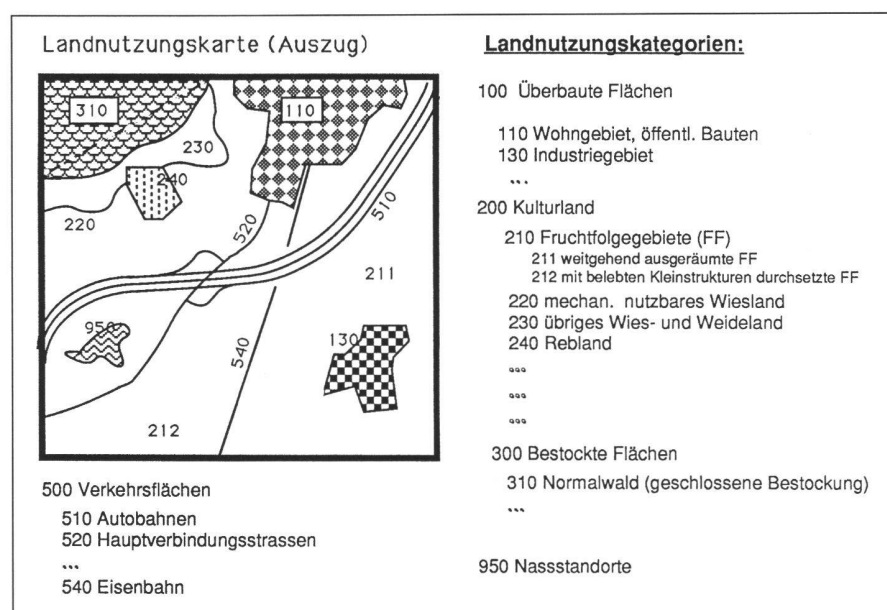 Landnutzungskarte (Auszug)
310
110
230
240
220
520
510
211
950
130
540
212
500 Verkehrsflächen
510 Autobahnen
520 Hauptverbindungsstrassen
...
540 Eisenbahn
Landnutzungskategorien:
100 Überbaute Flächen
110 Wohngebiet, öffentl. Bauten
130 Industriegebiet
...
200 Kulturland
210 Fruchtfolgegebiete (FF)
211 weitgehend ausgeräumte FF
212 mit belebten Kleinstrukturen durchsetzte FF
220 mechan. nutzbares Wiesland
230 übriges Wies- und Weideland
240 Rebland
...
...
...
300 Bestockte Flächen
310 Normalwald (geschlossene Bestockung)
...
950 Nassstandorte